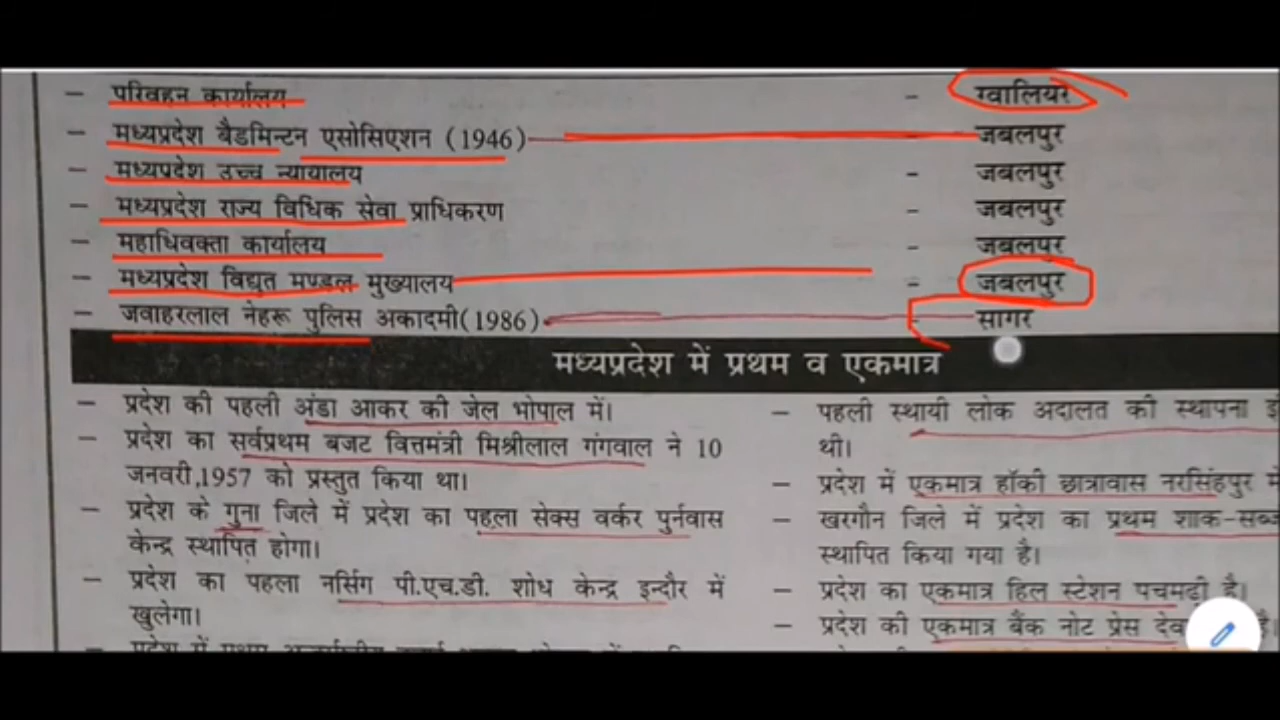 – परिवहन कार्यालय - ग्वालियर
– मध्यप्रदेश बैडमिन्टन एसोसिएशन (1946) जबलपुर
– मध्यप्रदेश उच्च न्यायालय - जबलपुर
– मध्यप्रदेश राज्य विधिक सेवा प्राधिकरण - जबलपुर
– महाधिवक्ता कार्यालय - जबलपुर
– मध्यप्रदेश विद्युत मण्डल मुख्यालय - जबलपुर
– जवाहरलाल नेहरू पुलिस अकादमी(1986) सागर
मध्यप्रदेश में प्रथम व एकमात्र
– प्रदेश की पहली अंडा आकर की जेल भोपाल में।
– प्रदेश का सर्वप्रथम बजट वित्तमंत्री मिश्रीलाल गंगवाल ने 10
जनवरी,1957 को प्रस्तुत किया था।
– प्रदेश के गुना जिले में प्रदेश का पहला सेक्स वर्कर पुर्नवास
केन्द्र स्थापित होगा।
– प्रदेश का पहला नर्सिग पी.एच.डी. शोध केन्द्र इन्दौर में
खुलेगा।
– पहली स्थायी लोक अदालत की स्थापना
थी।
– प्रदेश में एकमात्र हॉकी छात्रावास नरसिंहपुर
– खरगौन जिले में प्रदेश का प्रथम
स्थापित किया गया है।
– प्रदेश का एकमात्र हिल स्टेशन पचमढ़ी है।
– प्रदेश की एकमात्र बैंक नोट प्रेस